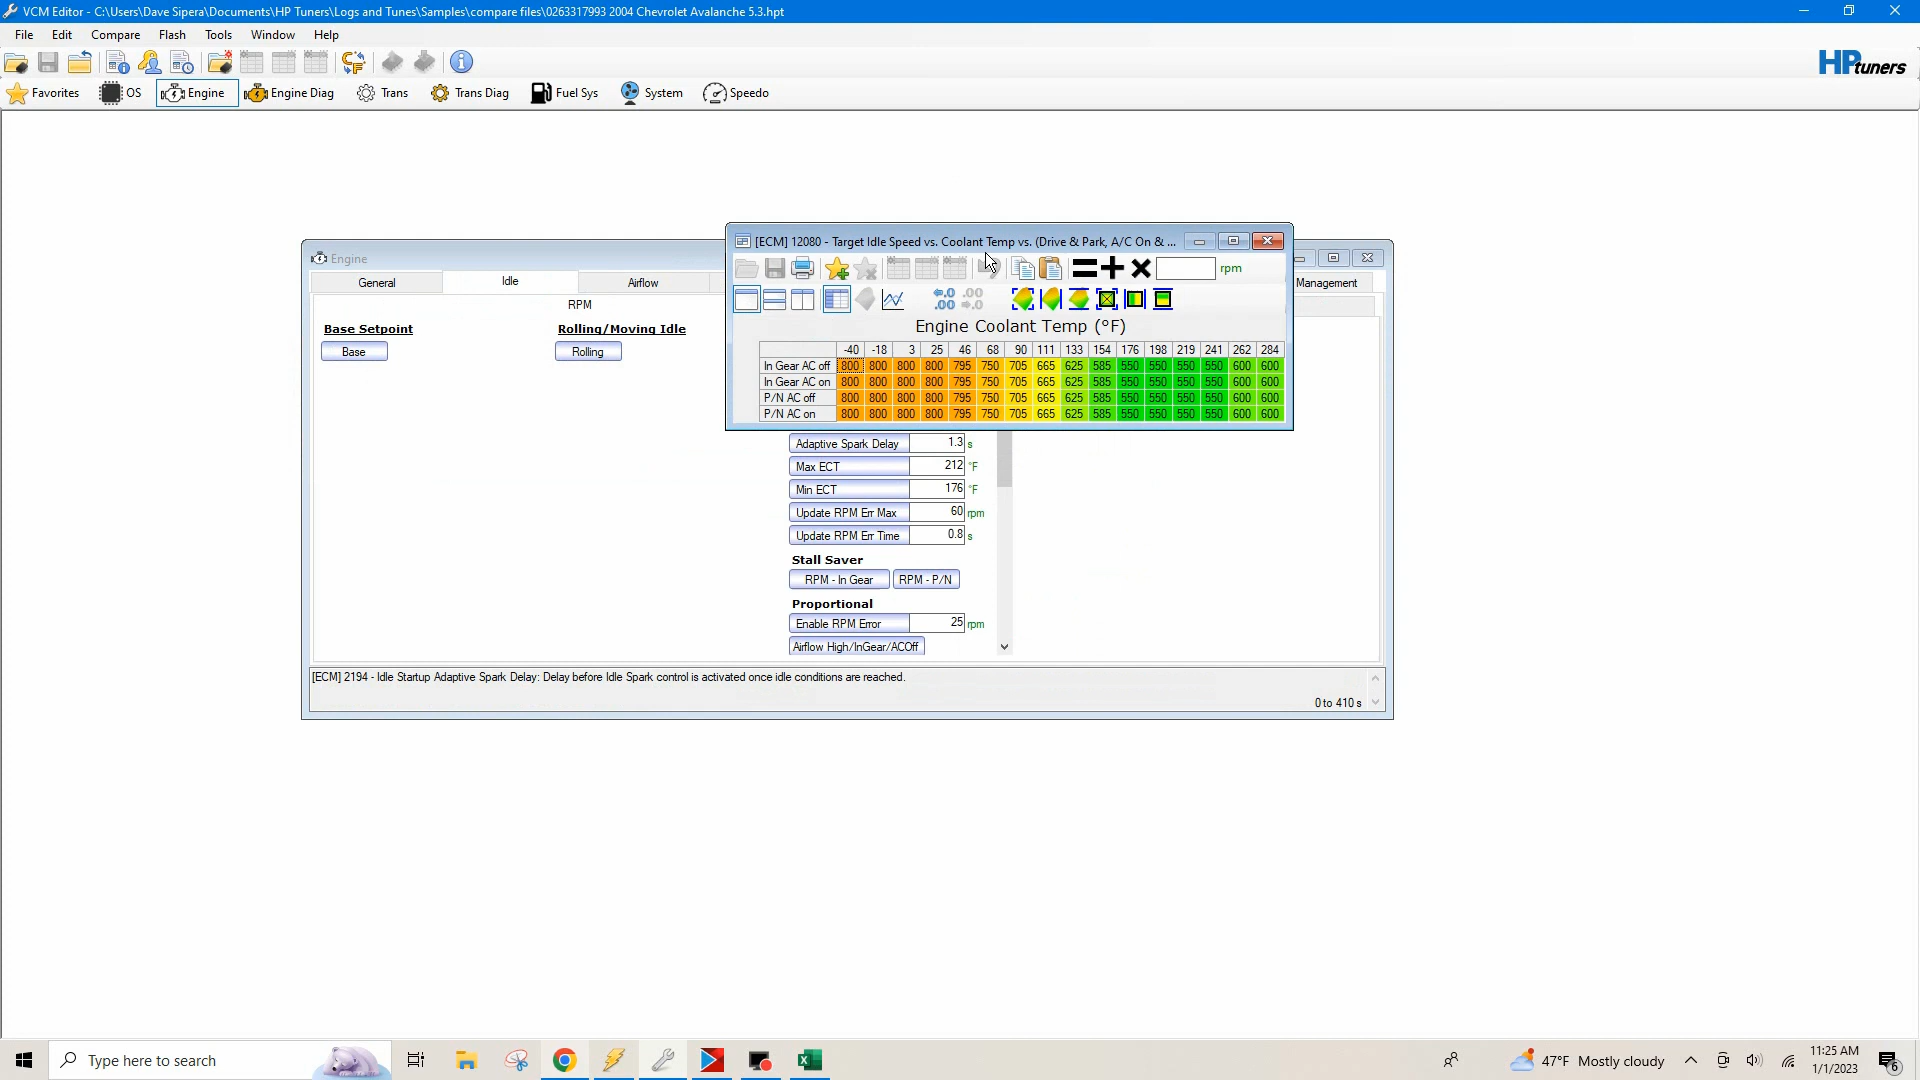 VCM Editor - C:\Users\Dave Sipera\Documents\HP Tuners\Logs and Tunes\Samples\compare files\0263317993 2004 Chevrolet Avalanche 5.3.hpt
File Edit Compare Flash Tools Window Help
HPtuners
Favorites OS Engine Engine Diag Trans Trans Diag Fuel Sys System Speedo
[ECM] 12080 - Target Idle Speed vs. Coolant Temp vs. (Drive & Park, A/C On & ...
Engine
rpm
General Idle Airflow Management
.0 .00
.00 .0
RPM
Engine Coolant Temp (°F)
Base Setpoint Rolling/Moving Idle
Base Rolling
-40 -18 3 25 46 68 90 111 133 154 176 198 219 241 262 284
In Gear AC off 800 800 800 800 795 750 705 665 625 585 550 550 550 550 600 600
In Gear AC on 800 800 800 800 795 750 705 665 625 585 550 550 550 550 600 600
P/N AC off 800 800 800 800 795 750 705 665 625 585 550 550 550 550 600 600
P/N AC on 800 800 800 800 795 750 705 665 625 585 550 550 550 550 600 600
Adaptive Spark Delay 1.3 s
Max ECT 212 °F
Min ECT 176 °F
Update RPM Err Max 60 rpm
Update RPM Err Time 0.8 s
Stall Saver
RPM - In Gear RPM - P/N
Proportional
Enable RPM Error 25 rpm
Airflow High/InGear/ACOff
[ECM] 2194 - Idle Startup Adaptive Spark Delay: Delay before Idle Spark control is activated once idle conditions are reached.
0 to 410 s
Type here to search
47°F Mostly cloudy
11:25 AM
1/1/2023
6